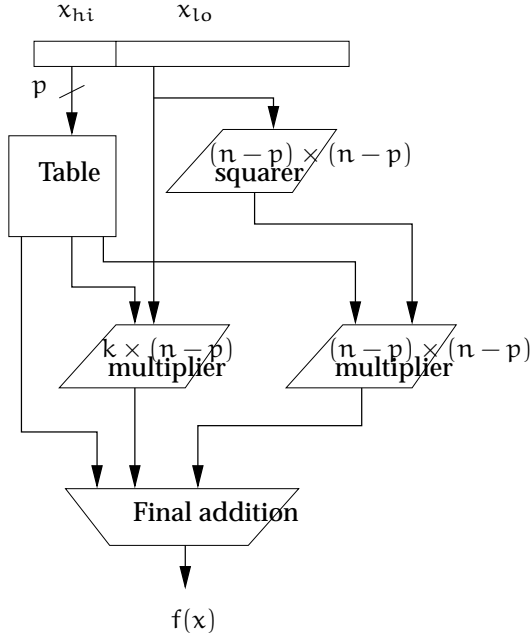 x_hi x_lo
p
(n − p) × (n − p)
squarer
Table
k × (n − p)
multiplier
(n − p) × (n − p)
multiplier
Final addition
f(x)